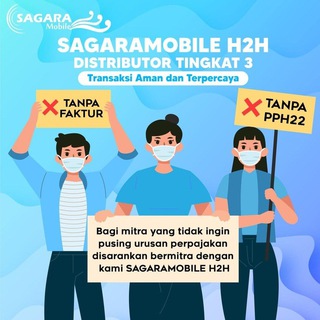 SAGARA
Mobile
SAGARAMOBILE H2H
DISTRIBUTOR TINGKAT 3
Transaksi Aman dan Terpercaya
TANPA
FAKTUR
TANPA
PPH22
Bagi mitra yang tidak ingin
pusing urusan perpajakan
disarankan bermitra dengan
kami SAGARAMOBILE H2H